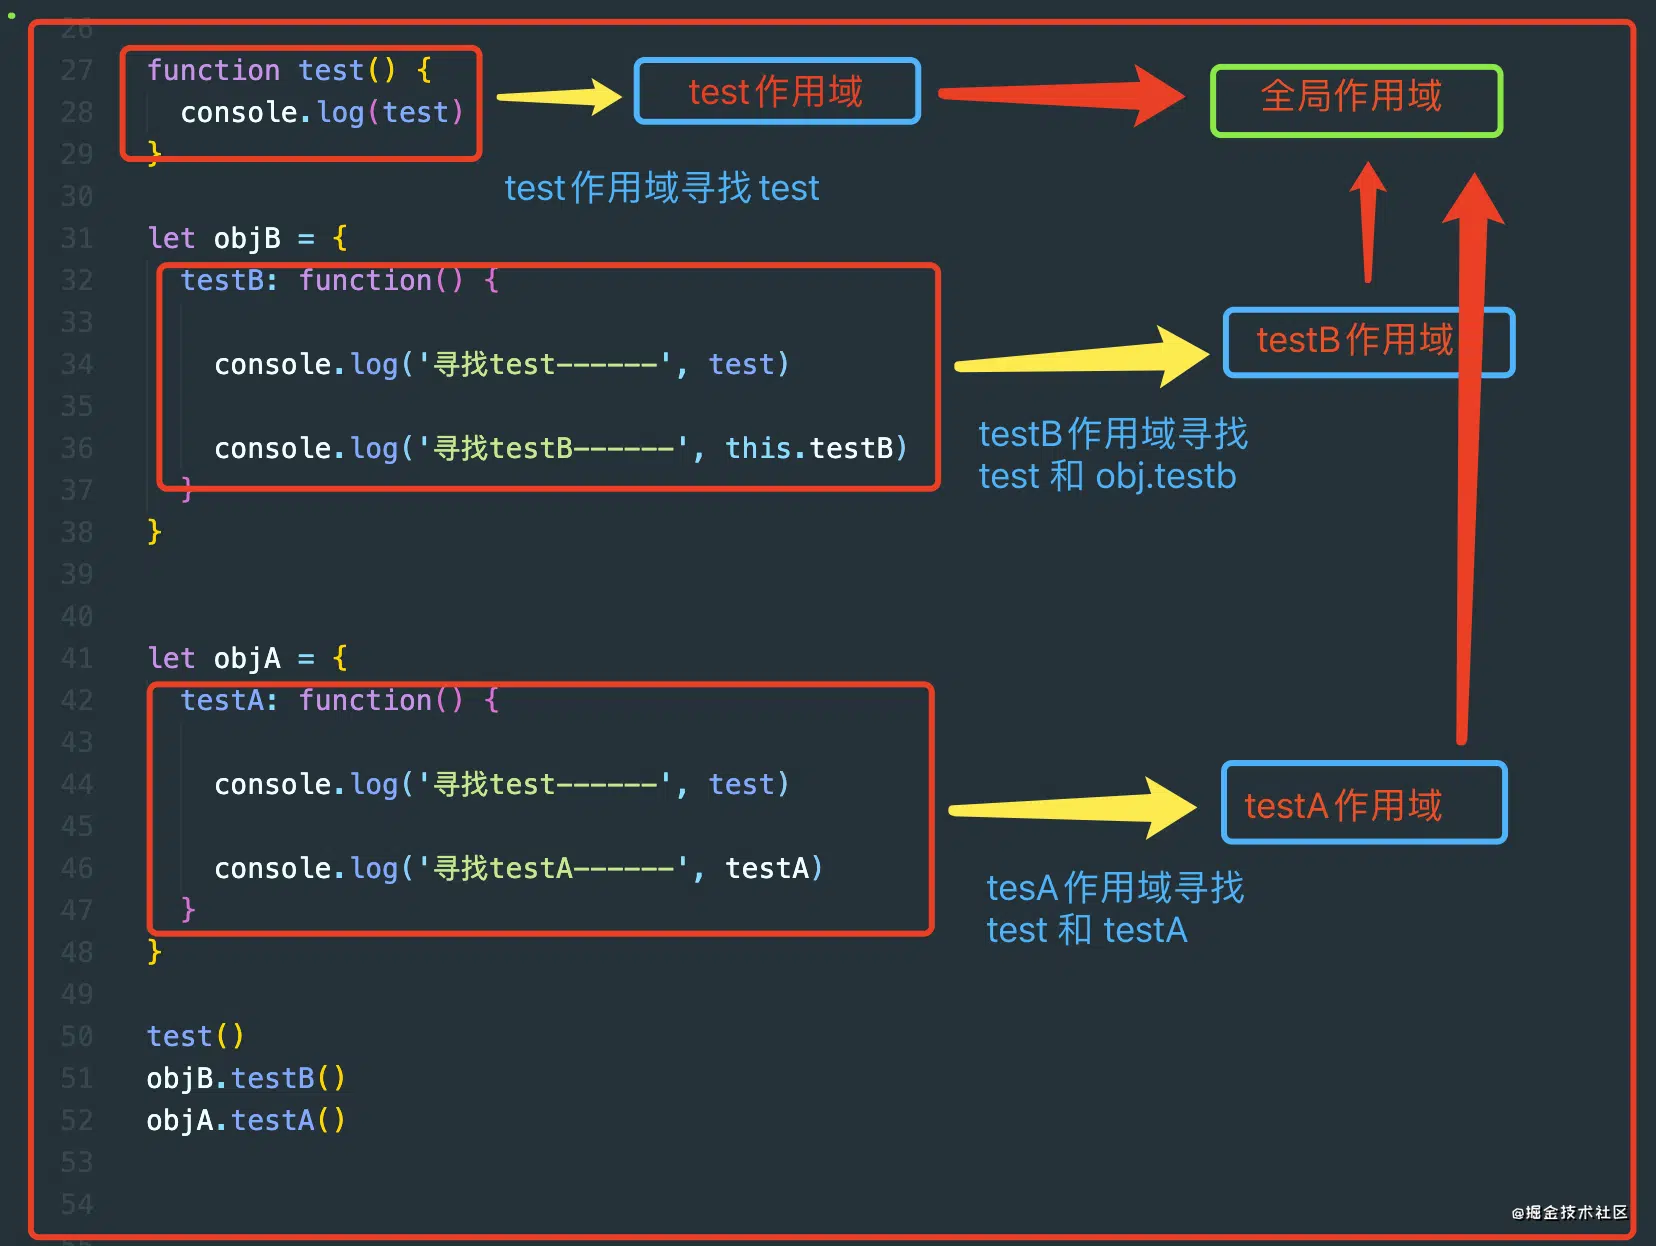 26
27 function test() {
28 console.log(test)
29 }
30
31 let objB = {
32 testB: function() {
33
34 console.log('寻找test------', test)
35
36 console.log('寻找testB------', this.testB)
37 }
38 }
39
40
41 let objA = {
42 testA: function() {
43
44 console.log('寻找test------', test)
45
46 console.log('寻找testA------', testA)
47 }
48 }
49
50 test()
51 objB.testB()
52 objA.testA()
53
54
55
test作用域
全局作用域
test作用域寻找test
testB作用域
testB作用域寻找
test 和 obj.testb
testA作用域
tesA作用域寻找
test 和 testA
@掘金技术社区